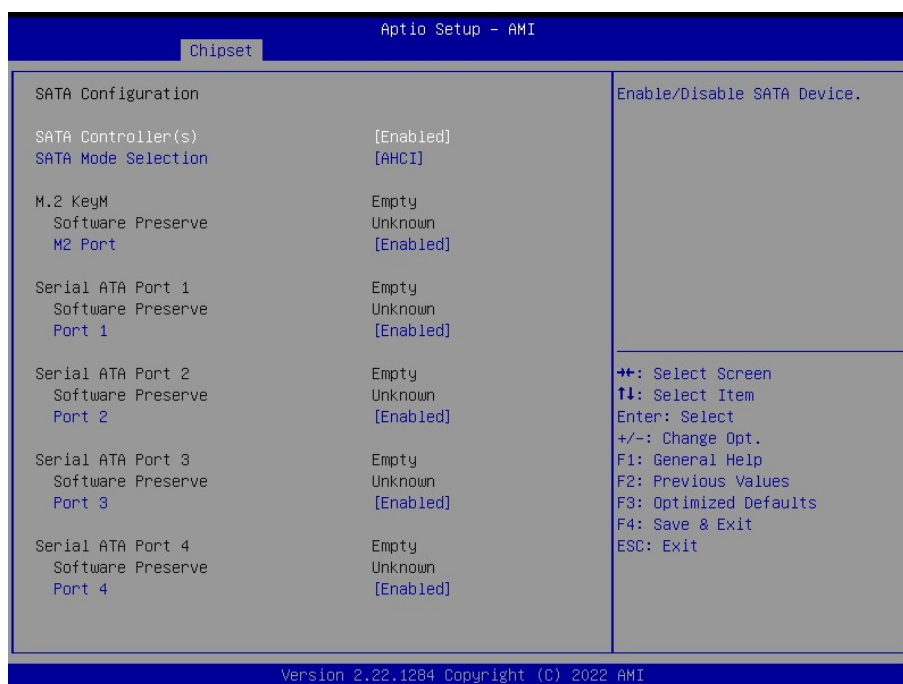 Aptio Setup - AMI
Chipset
SATA Configuration
SATA Controller(s) [Enabled]
SATA Mode Selection [AHCI]
M.2 KeyM Empty
Software Preserve Unknown
M2 Port [Enabled]
Serial ATA Port 1 Empty
Software Preserve Unknown
Port 1 [Enabled]
Serial ATA Port 2 Empty
Software Preserve Unknown
Port 2 [Enabled]
Serial ATA Port 3 Empty
Software Preserve Unknown
Port 3 [Enabled]
Serial ATA Port 4 Empty
Software Preserve Unknown
Port 4 [Enabled]
Enable/Disable SATA Device.
→←: Select Screen
↑↓: Select Item
Enter: Select
+/-: Change Opt.
F1: General Help
F2: Previous Values
F3: Optimized Defaults
F4: Save & Exit
ESC: Exit
Version 2.22.1284 Copyright (C) 2022 AMI